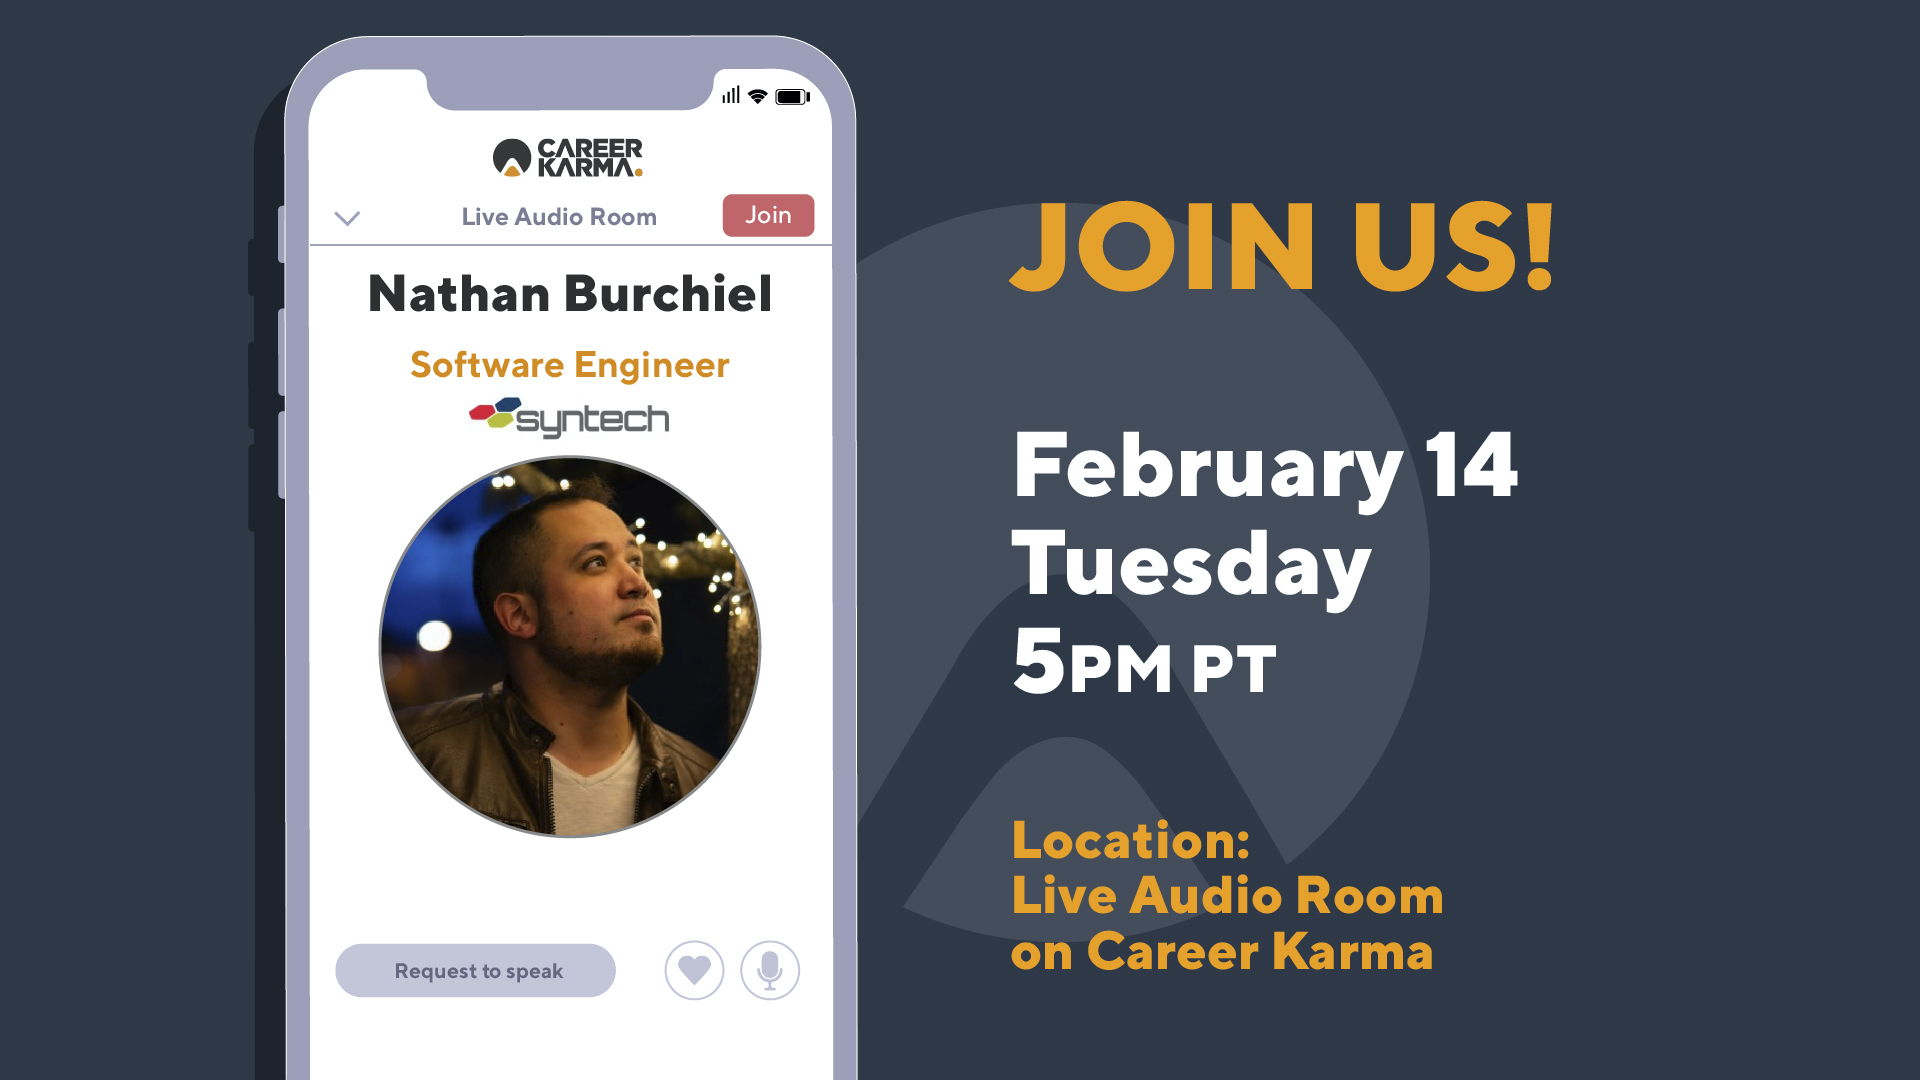 CAREER
KARMA.
Live Audio Room
Join
Nathan Burchiel
Software Engineer
syntech
Request to speak
JOIN US!
February 14
Tuesday
5PM PT
Location:
Live Audio Room
on Career Karma